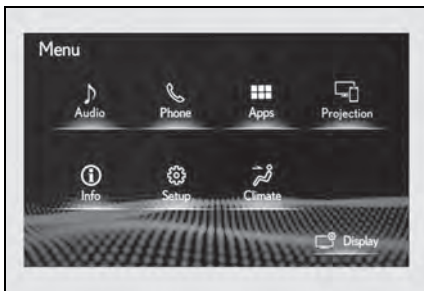 Menu
Audio Phone Apps Projection
Info Setup Climate
Display